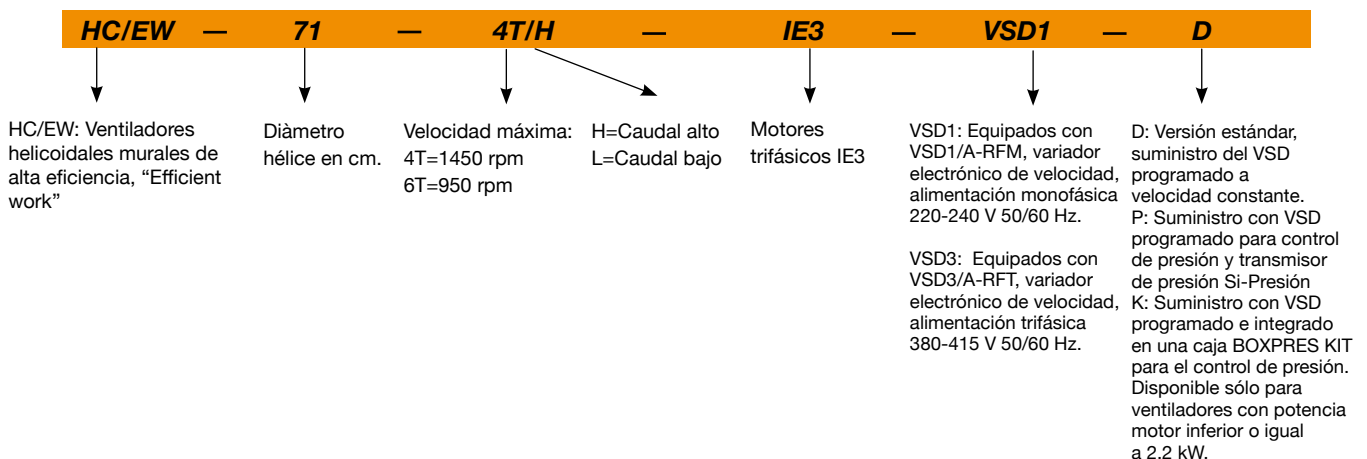 HC/EW — 71 — 4T/H — IE3 — VSD1 — D
HC/EW: Ventiladores
helicoidales murales de
alta eficiencia, “Efficient
work”
Diàmetro
hélice en cm.
Velocidad máxima:
4T=1450 rpm
6T=950 rpm
H=Caudal alto
L=Caudal bajo
Motores
trifásicos IE3
VSD1: Equipados con
VSD1/A-RFM, variador
electrónico de velocidad,
alimentación monofásica
220-240 V 50/60 Hz.
VSD3: Equipados con
VSD3/A-RFT, variador
electrónico de velocidad,
alimentación trifásica
380-415 V 50/60 Hz.
D: Versión estándar,
suministro del VSD
programado a
velocidad constante.
P: Suministro con VSD
programado para control
de presión y transmisor
de presión Si-Presión
K: Suministro con VSD
programado e integrado
en una caja BOXPRES KIT
para el control de presión.
Disponible sólo para
ventiladores con potencia
motor inferior o igual
a 2,2 kW.